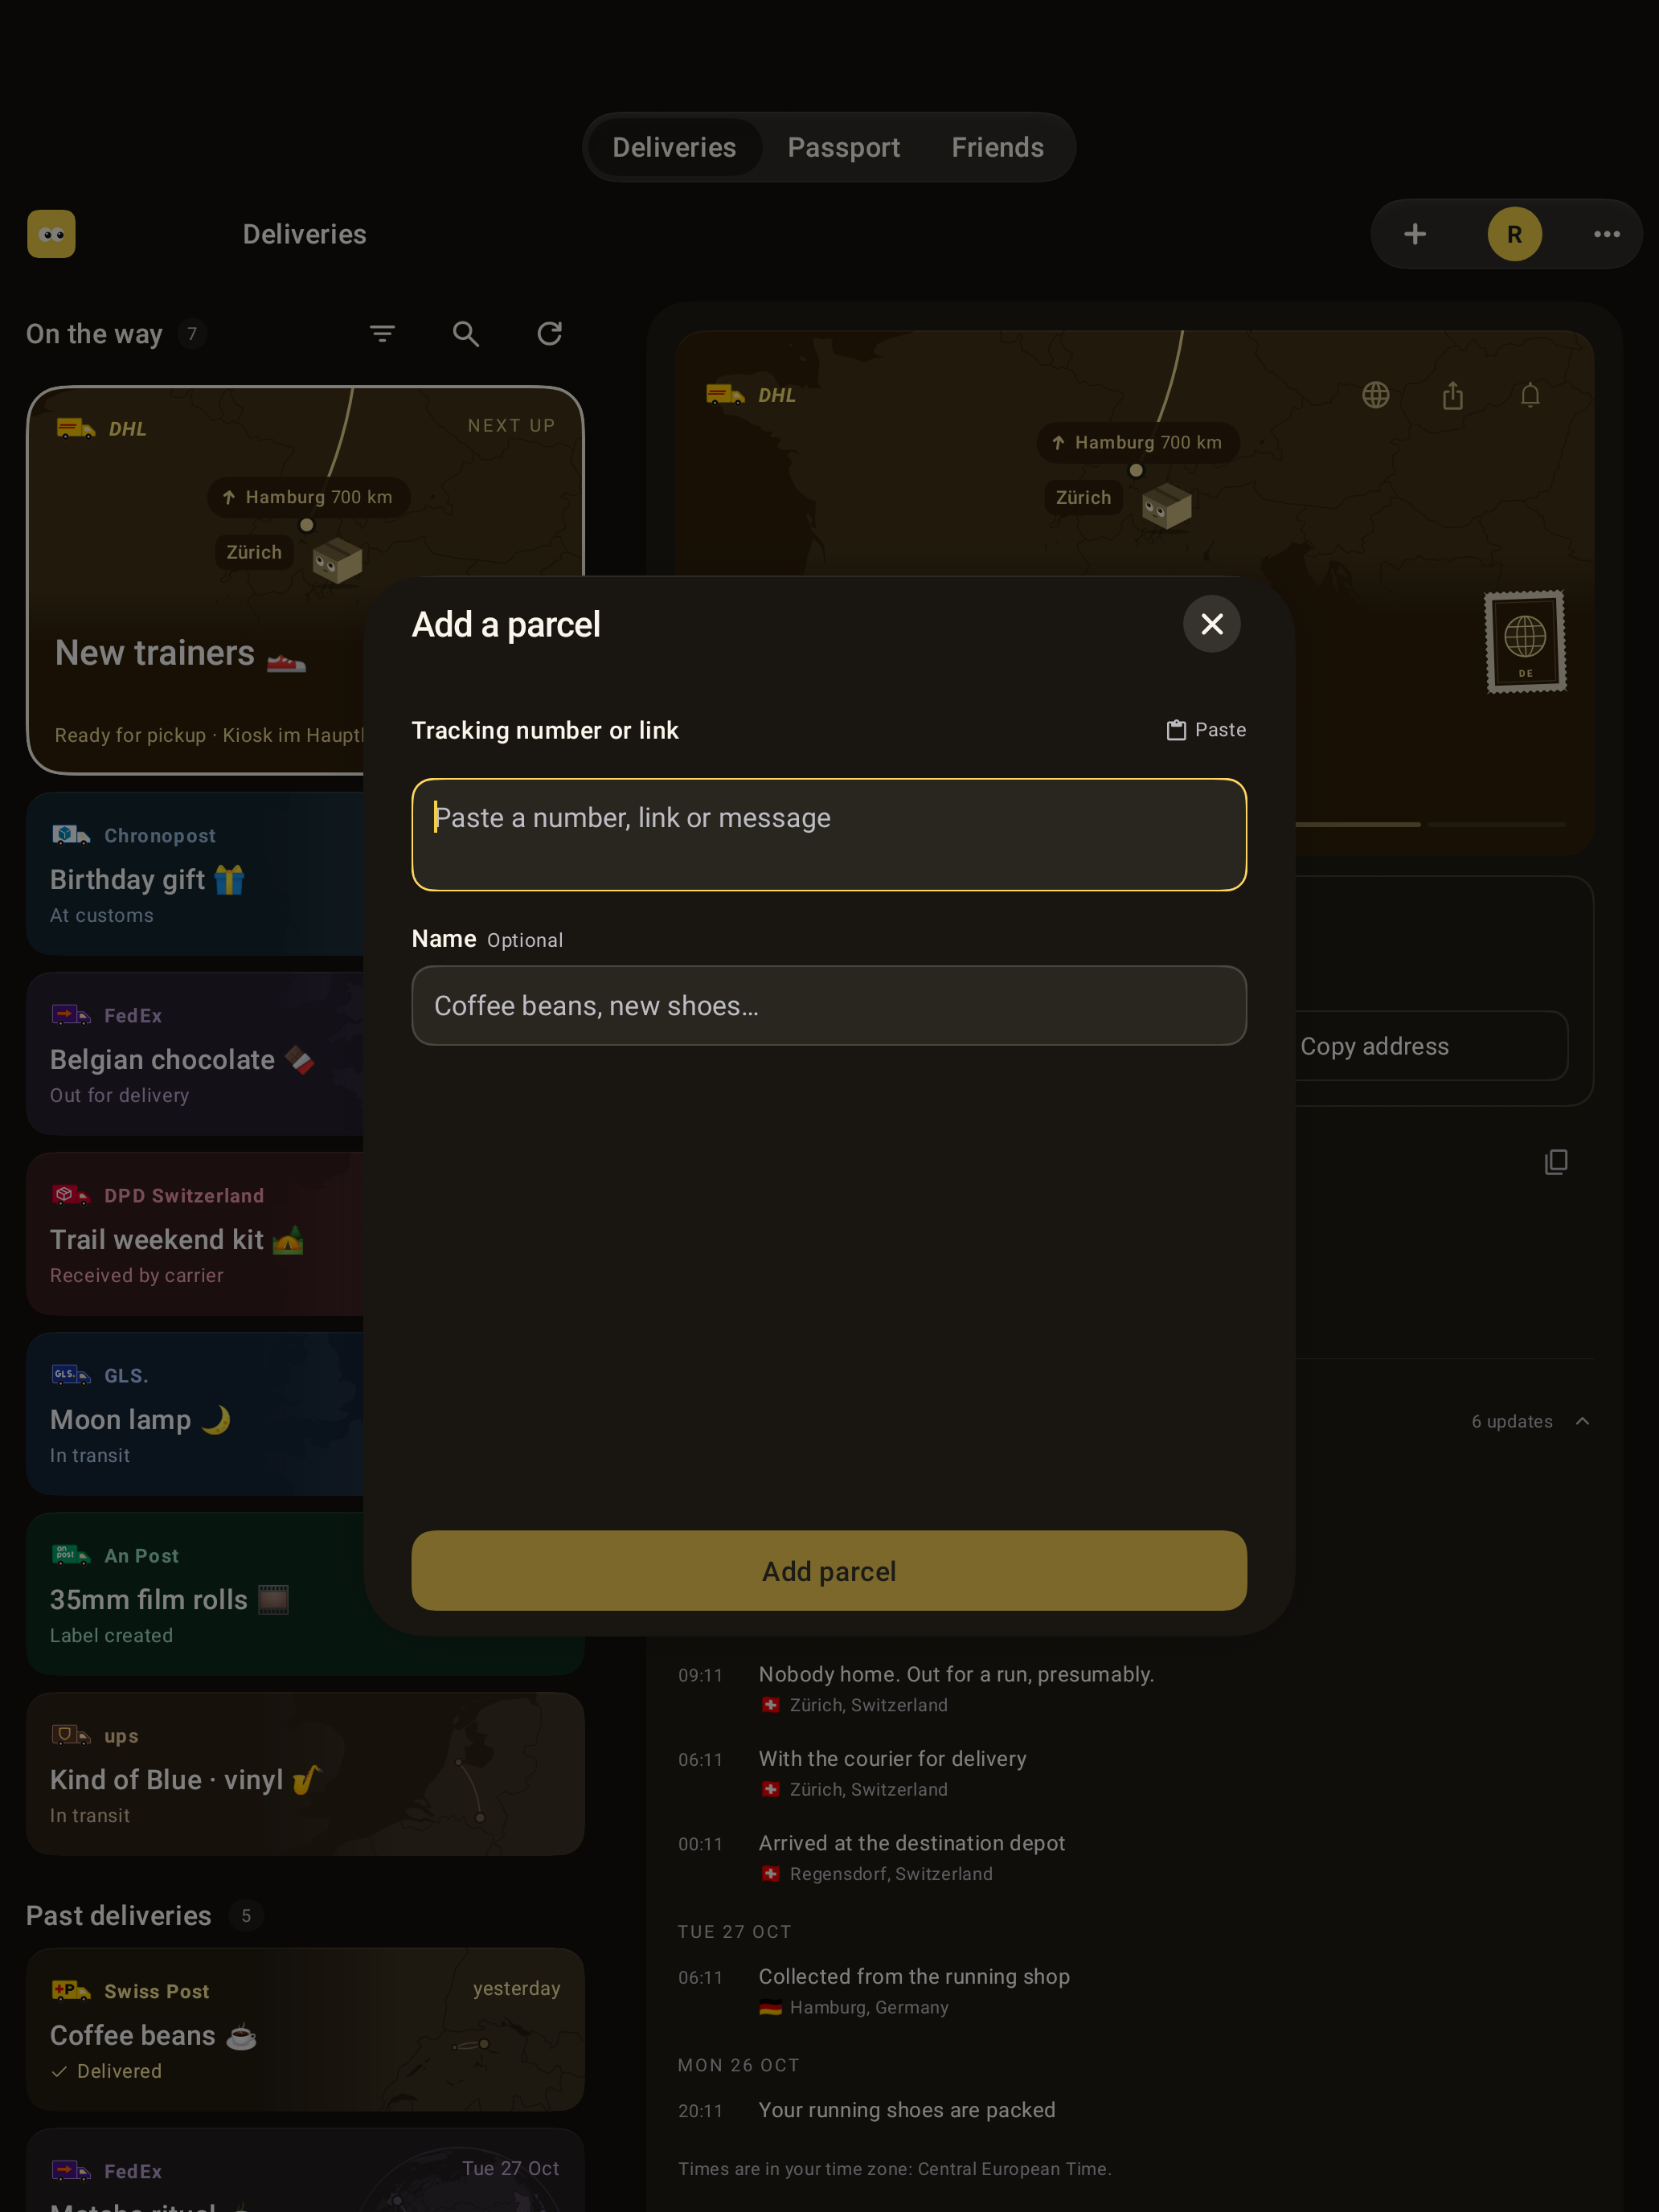 Deliveries
Passport
Friends
Deliveries
R
On the way 7
DHL
NEXT UP
Hamburg 700 km
Zürich
New trainers
Ready for pickup · Kiosk im
Chronopost
Birthday gift
At customs
FedEx
Belgian chocolate
Out for delivery
DPD Switzerland
Trail weekend kit
Received by carrier
GLS.
GLS.
Moon lamp
In transit
an post
An Post
35mm film rolls
Label created
ups
Kind of Blue · vinyl
In transit
Past deliveries 5
P
Swiss Post
yesterday
Coffee beans
Delivered
FedEx
Tue 27 Oct
DHL
Hamburg 700 km
Zürich
DE
Add a parcel
Tracking number or link
Paste
Paste a number, link or message
Name Optional
Coffee beans, new shoes...
Add parcel
Copy address
6 updates
09:11 Nobody home. Out for a run, presumably.
Zürich, Switzerland
06:11 With the courier for delivery
Zürich, Switzerland
00:11 Arrived at the destination depot
Regensdorf, Switzerland
TUE 27 OCT
06:11 Collected from the running shop
Hamburg, Germany
MON 26 OCT
20:11 Your running shoes are packed
Times are in your time zone: Central European Time.